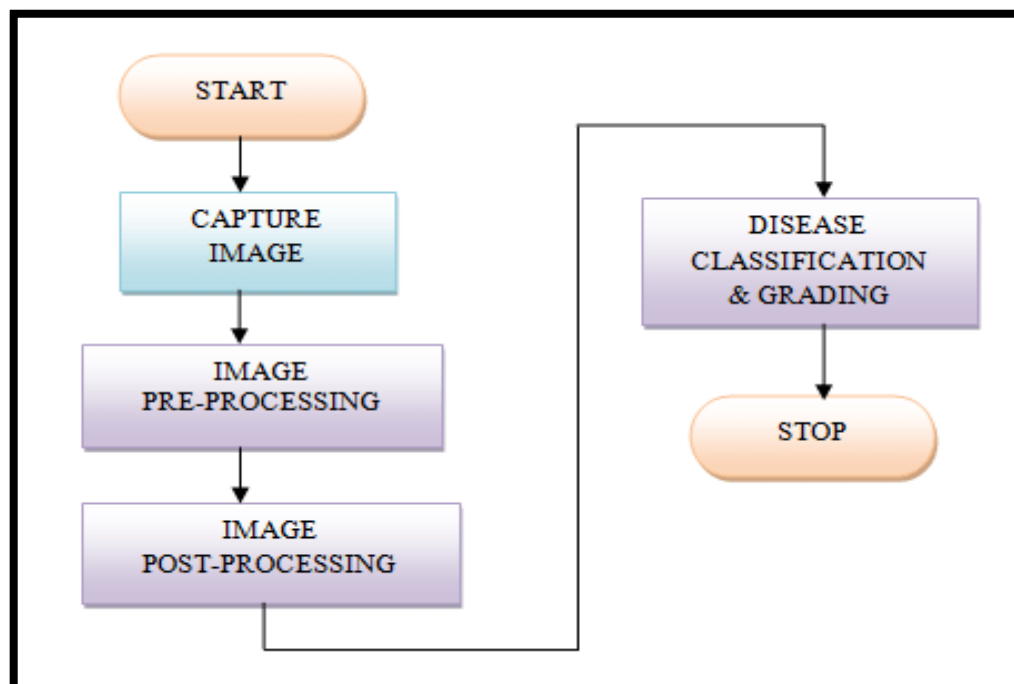 START
CAPTURE
IMAGE
IMAGE
PRE-PROCESSING
IMAGE
POST-PROCESSING
DISEASE
CLASSIFICATION
& GRADING
STOP